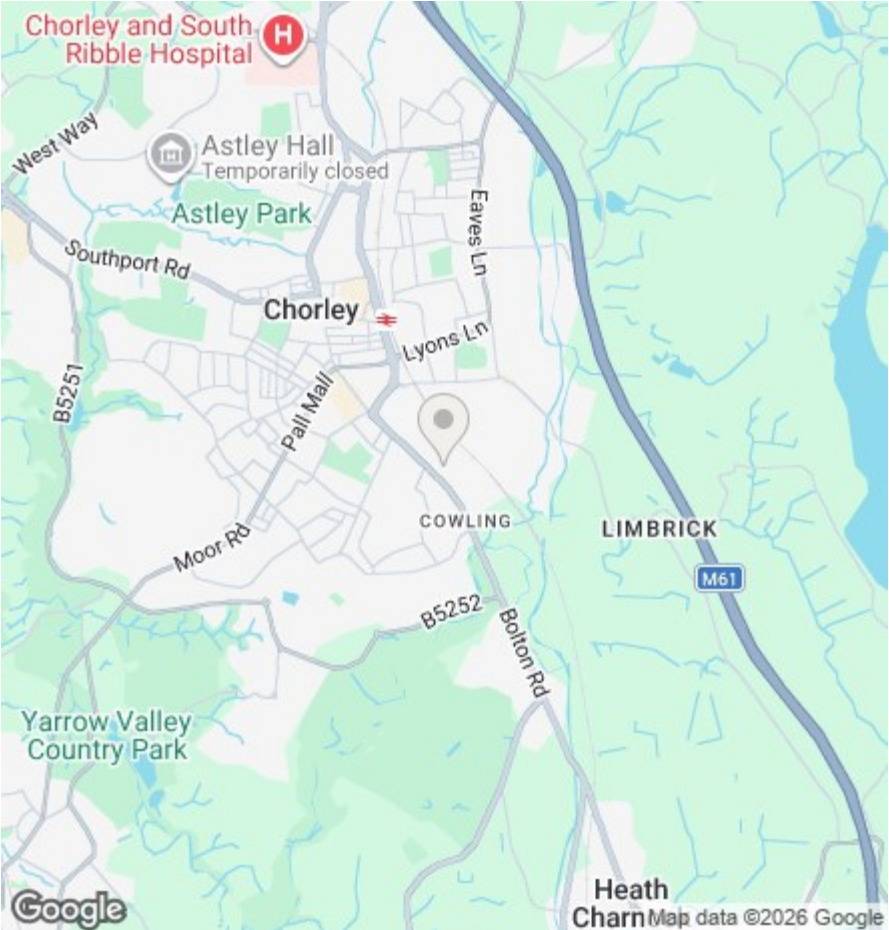 Chorley and South
Ribble Hospital
H
West Way
Astley Hall
Temporarily closed
Astley Park
Eaves Ln
Southport Rd
Chorley
Lyons Ln
B5251
Pall Mall
COWLING
LIMBRICK
Moor Rd
M61
B5252
Bolton Rd
Yarrow Valley
Country Park
Heath
Google
Map data ©2026 Google